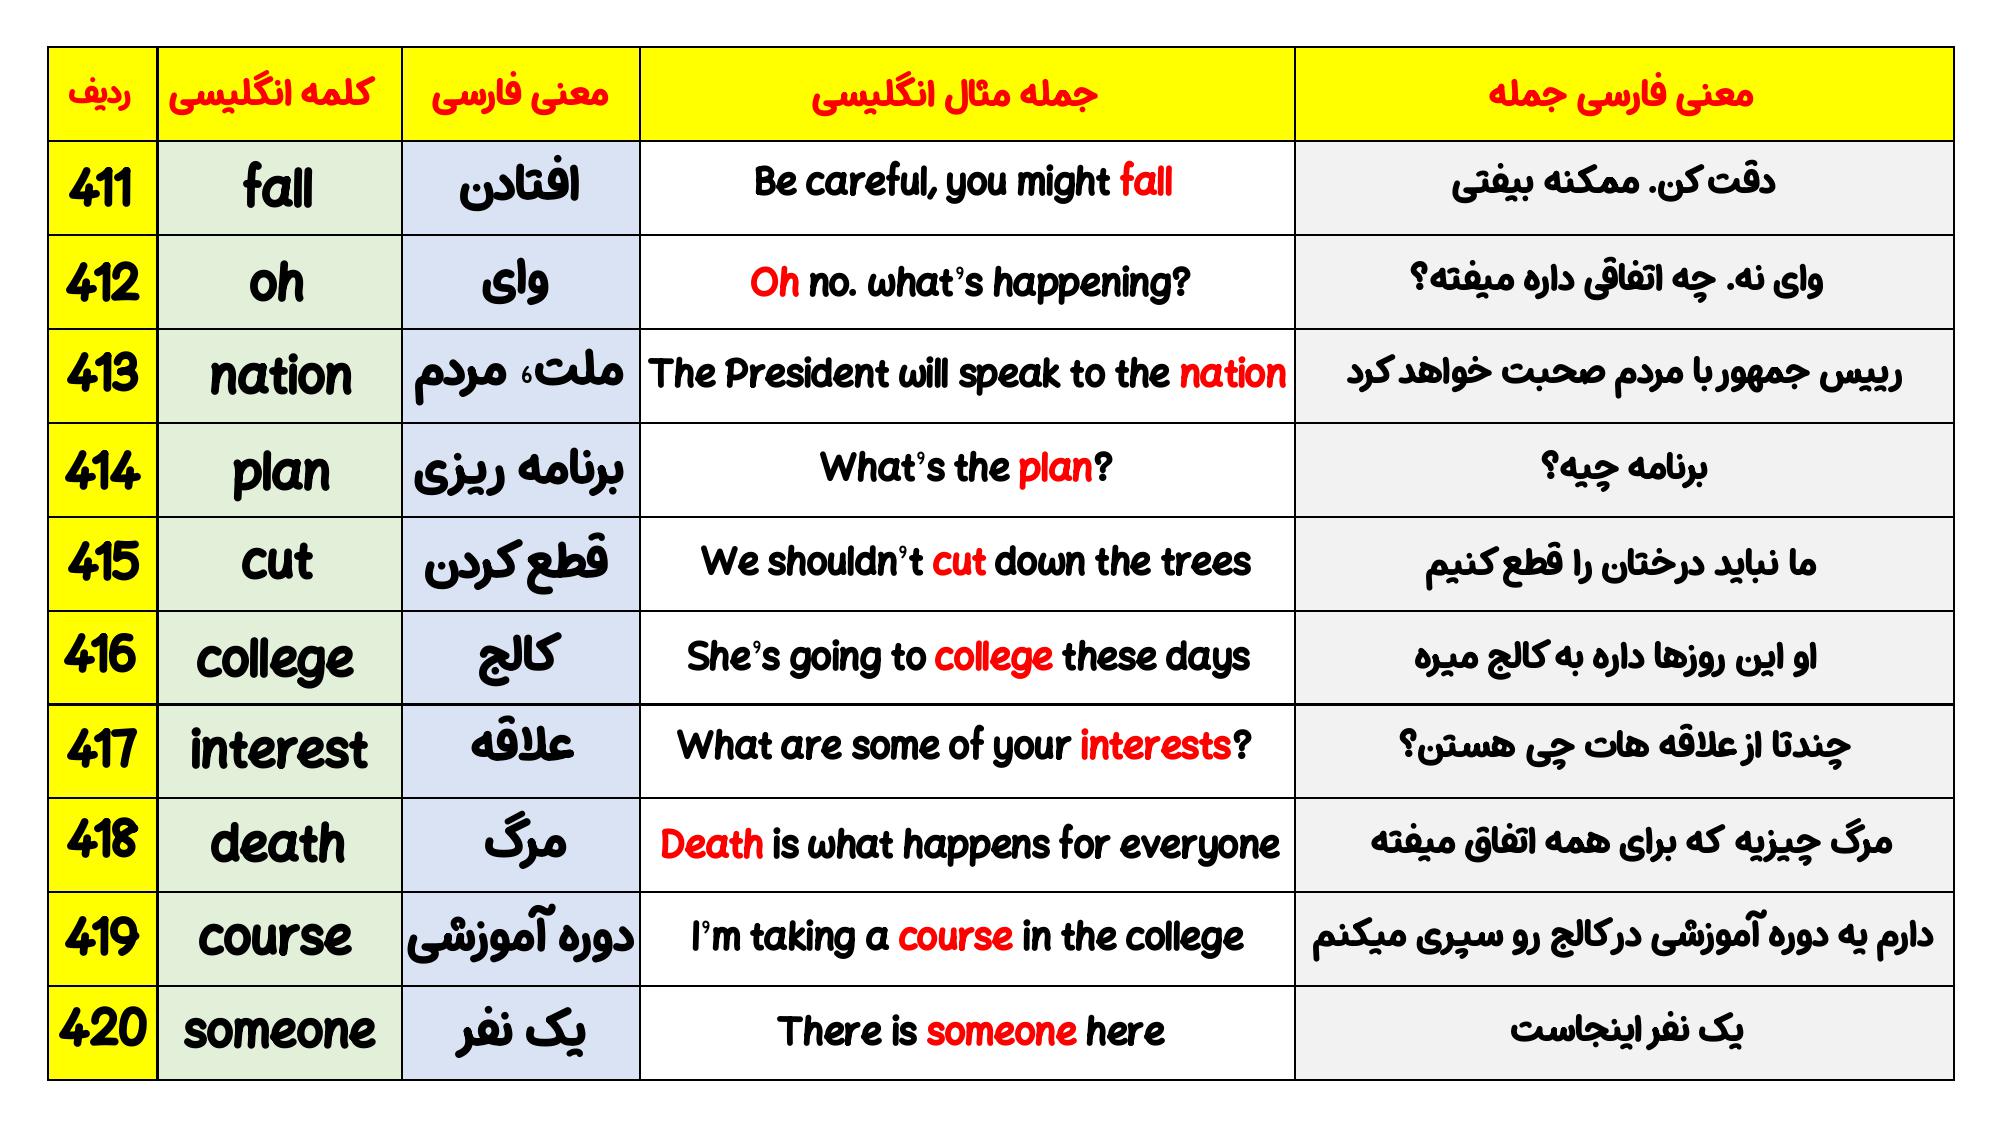 ردیف کلمه انگلیسی معنی فارسی جمله مثال انگلیسی معنی فارسی جمله
411 fall افتادن Be careful, you might fall دقت کن. ممکنه بیفتی
412 oh وای Oh no. what's happening? وای نه. چه اتفاقی داره میفته؟
413 nation ملت، مردم The President will speak to the nation رییس جمهور با مردم صحبت خواهد کرد
414 plan برنامه ریزی What's the plan? برنامه چیه؟
415 cut قطع کردن We shouldn't cut down the trees ما نباید درختان را قطع کنیم
416 college کالج She's going to college these days او این روزها داره به کالج میره
417 interest علاقه What are some of your interests? چندتا از علاقه هات چی هستن؟
418 death مرگ Death is what happens for everyone مرگ چیزیه که برای همه اتفاق میفته
419 course دوره آموزشی I'm taking a course in the college دارم یه دوره آموزشی در کالج رو سپری میکنم
420 someone یک نفر There is someone here یک نفر اینجاست